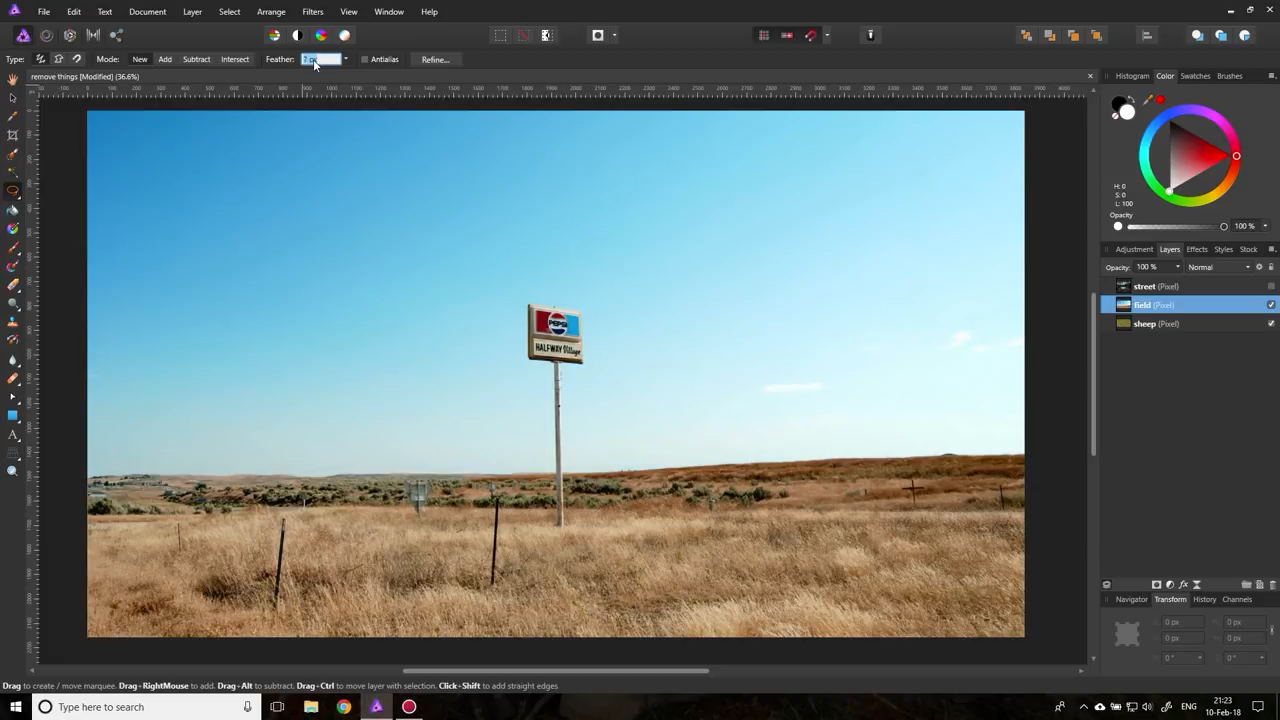 File Edit Text Document Layer Select Arrange Filters View Window Help
Type: Mode: New Add Subtract Intersect Feather: Antialias Refine...
remove things [Modified] (36.6%)
Histogram Color Swatches Brushes
H: 0
S: 0
L: 100
Opacity
100 %
Adjustment Layers Effects Styles Stock
Opacity: 100 % Normal
street (Pixel)
field (Pixel)
sheep (Pixel)
PEPSI
HALFWAY Village
Navigator Transform History Channels
0 px 0 px
0 px 0 px
0 ° 0 °
Drag to create / move marquee. Drag+RightMouse to add. Drag+Alt to subtract. Drag+Ctrl to move layer with selection. Click+Shift to add straight edges
Type here to search
ENG
21:23
10-Feb-18